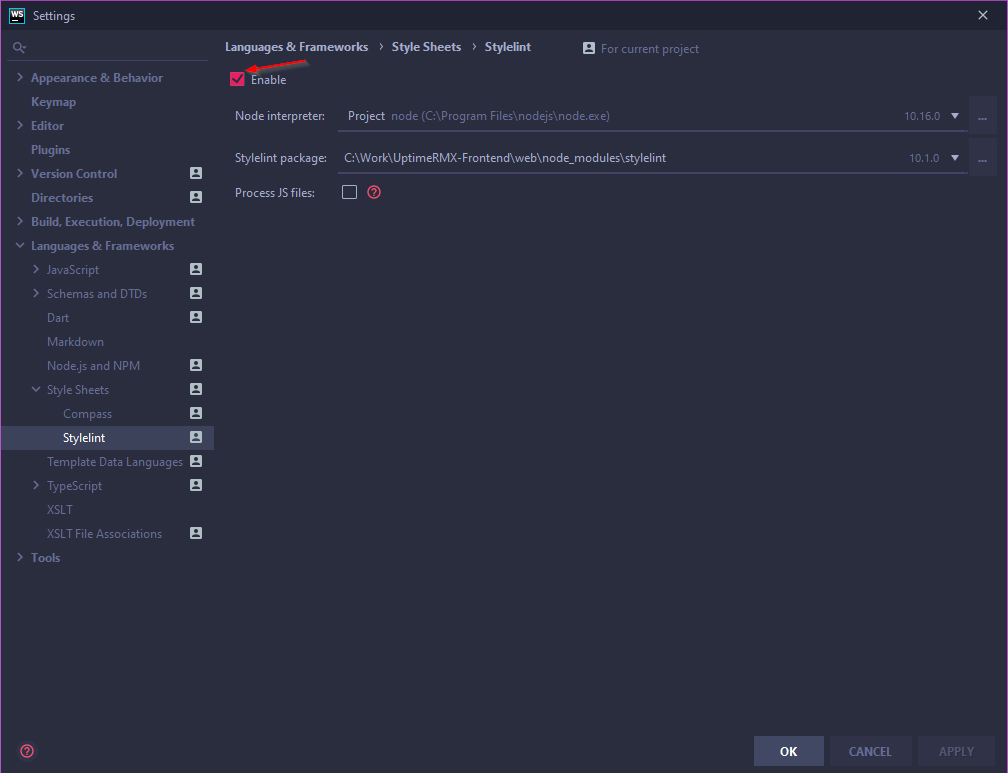 WS Settings
Languages & Frameworks › Style Sheets › Stylelint For current project
Enable
Node interpreter: Project node (C:\Program Files\nodejs\node.exe) 10.16.0 ...
Stylelint package: C:\Work\UptimeRMX-Frontend\web\node_modules\stylelint 10.1.0 ...
Process JS files: ?
Appearance & Behavior
Keymap
Editor
Plugins
Version Control
Directories
Build, Execution, Deployment
Languages & Frameworks
JavaScript
Schemas and DTDs
Dart
Markdown
Node.js and NPM
Style Sheets
Compass
Stylelint
Template Data Languages
TypeScript
XSLT
XSLT File Associations
Tools
? OK CANCEL APPLY